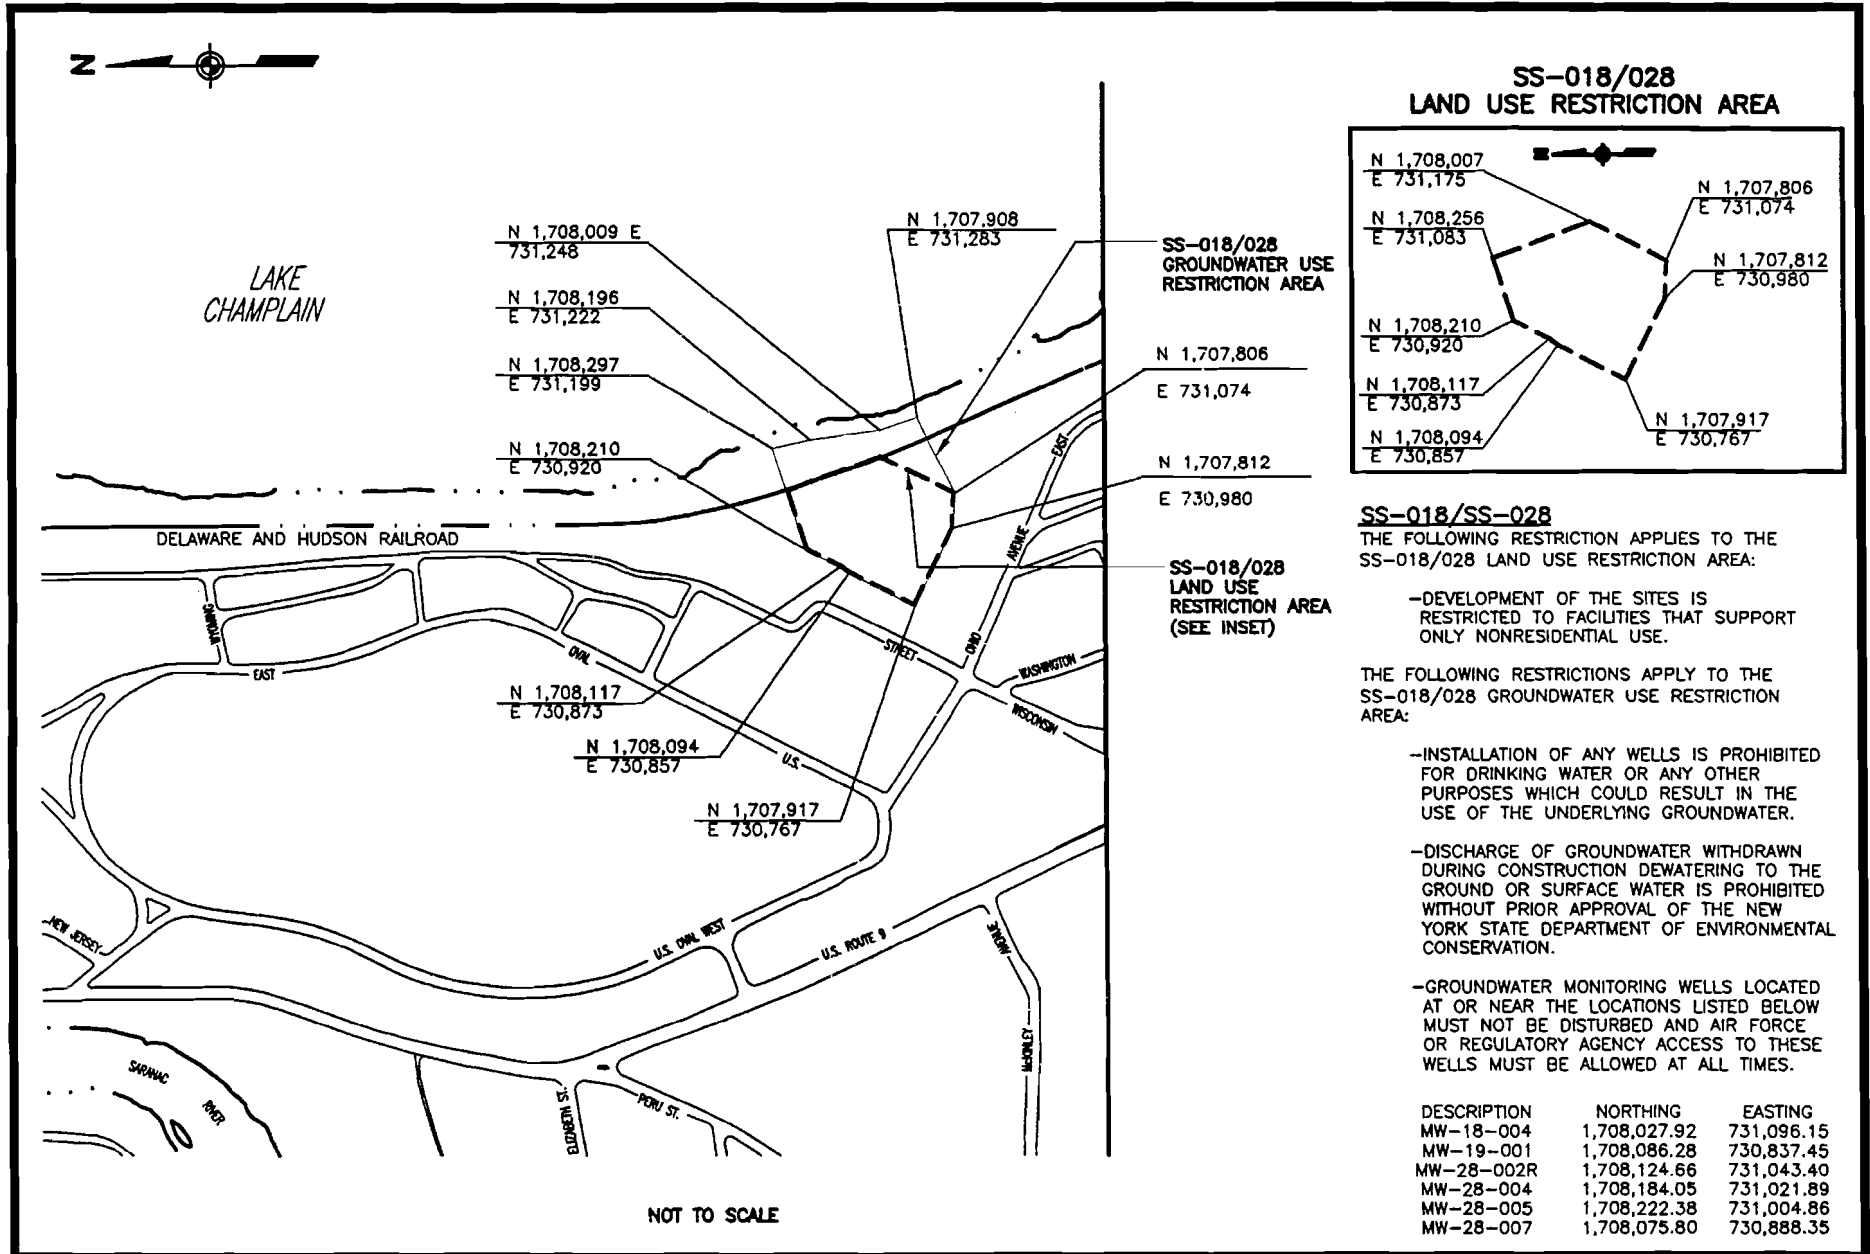 N
LAKE
CHAMPLAIN
N 1,708,009 E
731,248
N 1,708,196
E 731,222
N 1,708,297
E 731,199
N 1,708,210
E 730,920
N 1,707,908
E 731,283
SS-018/028
GROUNDWATER USE
RESTRICTION AREA
N 1,707,806
E 731,074
N 1,707,812
E 730,980
SS-018/028
LAND USE
RESTRICTION AREA
(SEE INSET)
DELAWARE AND HUDSON RAILROAD
WYOMING
EAST
OVAL
U.S.
STREET
OHIO
AVENUE
EAST
WASHINGTON
WISCONSIN
N 1,708,117
E 730,873
N 1,708,094
E 730,857
N 1,707,917
E 730,767
NEW JERSEY
U.S. OVAL WEST
U.S. ROUTE 9
AVENUE
McKINLEY
SARANAC
RIVER
ELIZABETH ST.
PERU ST.
NOT TO SCALE
SS-018/028
LAND USE RESTRICTION AREA
N
N 1,708,007
E 731,175
N 1,708,256
E 731,083
N 1,708,210
E 730,920
N 1,708,117
E 730,873
N 1,708,094
E 730,857
N 1,707,806
E 731,074
N 1,707,812
E 730,980
N 1,707,917
E 730,767
SS-018/SS-028
THE FOLLOWING RESTRICTION APPLIES TO THE
SS-018/028 LAND USE RESTRICTION AREA:
-DEVELOPMENT OF THE SITES IS
RESTRICTED TO FACILITIES THAT SUPPORT
ONLY NONRESIDENTIAL USE.
THE FOLLOWING RESTRICTIONS APPLY TO THE
SS-018/028 GROUNDWATER USE RESTRICTION
AREA:
-INSTALLATION OF ANY WELLS IS PROHIBITED
FOR DRINKING WATER OR ANY OTHER
PURPOSES WHICH COULD RESULT IN THE
USE OF THE UNDERLYING GROUNDWATER.
-DISCHARGE OF GROUNDWATER WITHDRAWN
DURING CONSTRUCTION DEWATERING TO THE
GROUND OR SURFACE WATER IS PROHIBITED
WITHOUT PRIOR APPROVAL OF THE NEW
YORK STATE DEPARTMENT OF ENVIRONMENTAL
CONSERVATION.
-GROUNDWATER MONITORING WELLS LOCATED
AT OR NEAR THE LOCATIONS LISTED BELOW
MUST NOT BE DISTURBED AND AIR FORCE
OR REGULATORY AGENCY ACCESS TO THESE
WELLS MUST BE ALLOWED AT ALL TIMES.
DESCRIPTION NORTHING EASTING
MW-18-004 1,708,027.92 731,096.15
MW-19-001 1,708,086.28 730,837.45
MW-28-002R 1,708,124.66 731,043.40
MW-28-004 1,708,184.05 731,021.89
MW-28-005 1,708,222.38 731,004.86
MW-28-007 1,708,075.80 730,888.35